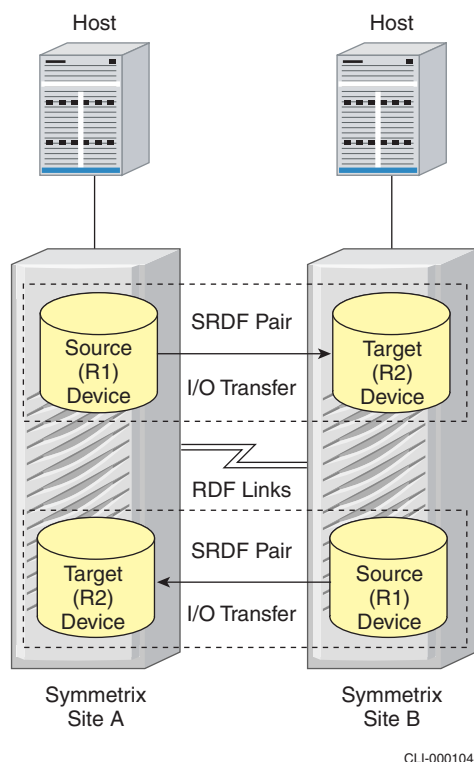 Host
Host
SRDF Pair
Source
(R1)
Device
Target
(R2)
Device
I/O Transfer
RDF Links
SRDF Pair
Target
(R2)
Device
Source
(R1)
Device
I/O Transfer
Symmetrix
Site A
Symmetrix
Site B
CLI-000104